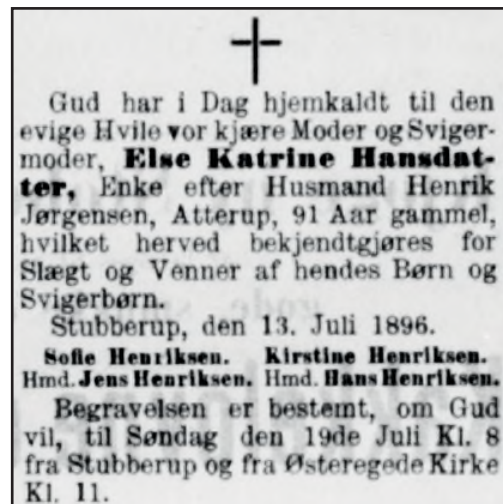 Gud har i Dag hjemkaldt til den
evige Hvile vor kjære Moder og Sviger-
moder, Else Katrine Hansdat-
ter, Enke efter Husmand Henrik
Jørgensen, Atterup, 91 Aar gammel,
hvilket herved bekjendtgjøres for
Slægt og Venner af hendes Børn og
Svigerbørn.
Stubberup, den 13. Juli 1896.
Sofie Henriksen. Kirstine Henriksen.
Hmd. Jens Henriksen. Hmd. Hans Henriksen.
Begravelsen er bestemt, om Gud
vil, til Søndag den 19de Juli Kl. 8
fra Stubberup og fra Østeregede Kirke
Kl. 11.